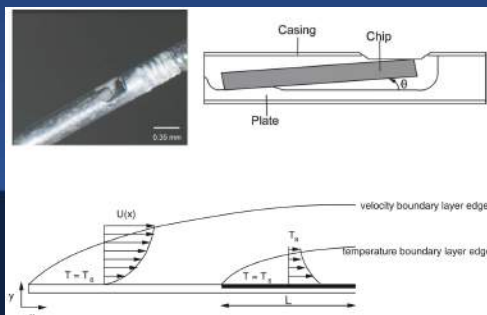 0.35 mm
Casing
Chip
θ
Plate
velocity boundary layer edge
U(x)
temperature boundary layer edge
y
L